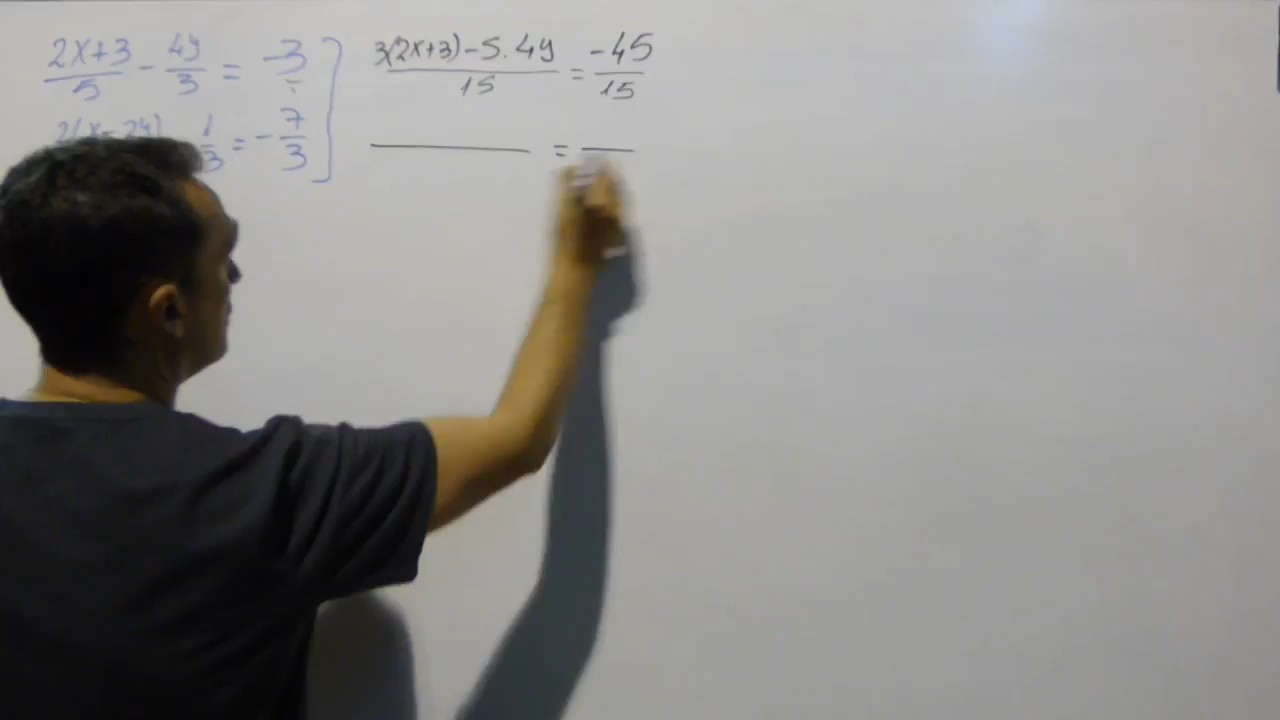 (2x+3)/5 - 4y/3 = -3/
3(2x+3)-5.4y/15 = -45/15
2(x-2y) 1/3 = -7/3
=